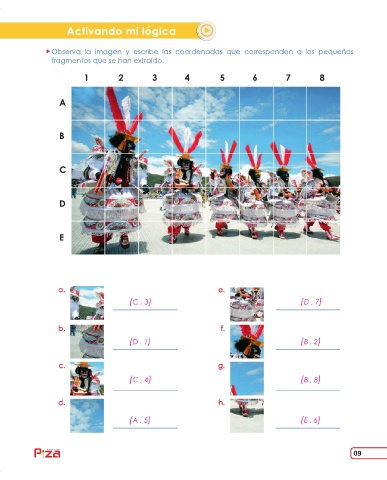 Activando mi lógica
Observa la imagen y escribe las coordenadas que corresponden a los pequeños
fragmentos que se han extraído.
1 2 3 4 5 6 7 8
A
B
C
D
E
a. (C , 3)
e. (D , 7)
b. (D , 1)
f. (B , 2)
c. (C , 4)
g. (B , 8)
d. (A , 5)
h. (E , 6)
Piza
09